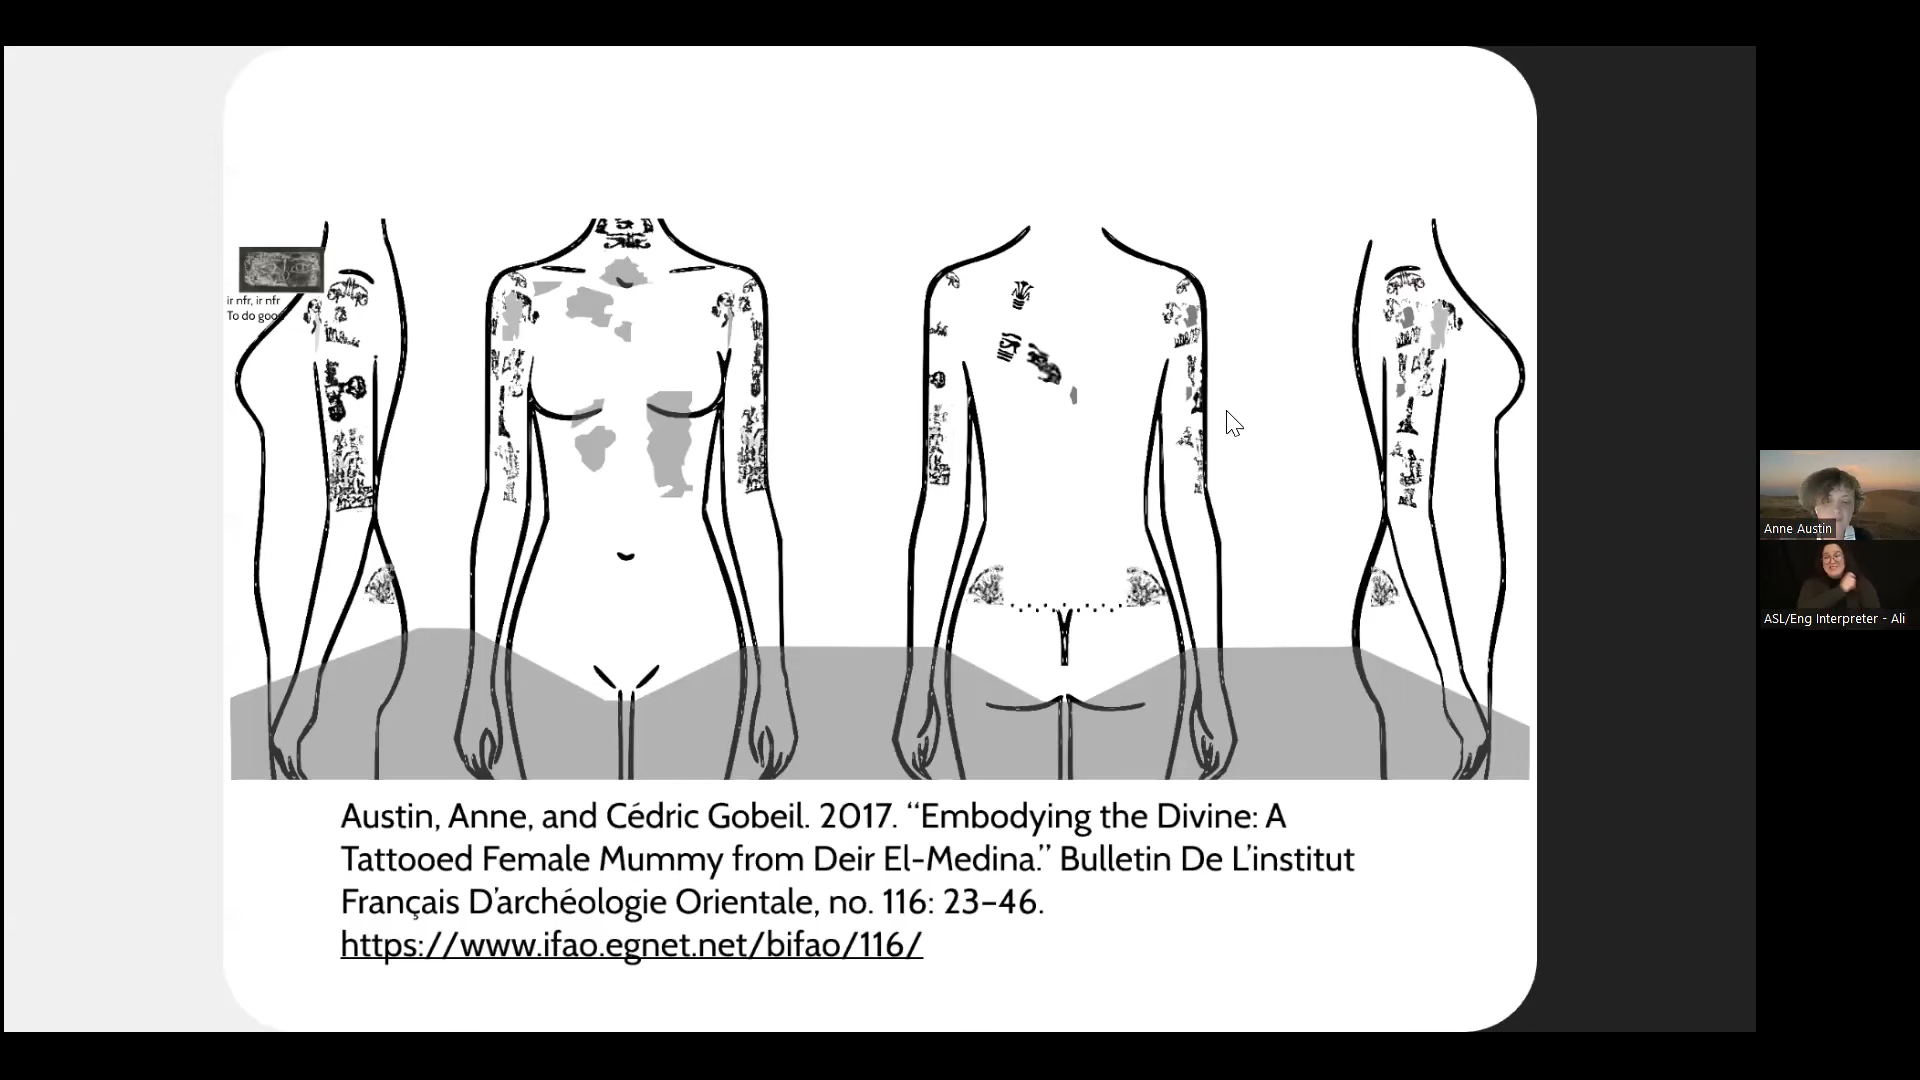 ir nfr, ir nfr
To do good
Austin, Anne, and Cédric Gobeil. 2017. “Embodying the Divine: A
Tattooed Female Mummy from Deir El-Medina.” Bulletin De L’institut
Français D’archéologie Orientale, no. 116: 23–46.
https://www.ifao.egnet.net/bifao/116/
Anne Austin
ASL/Eng Interpreter - Ali